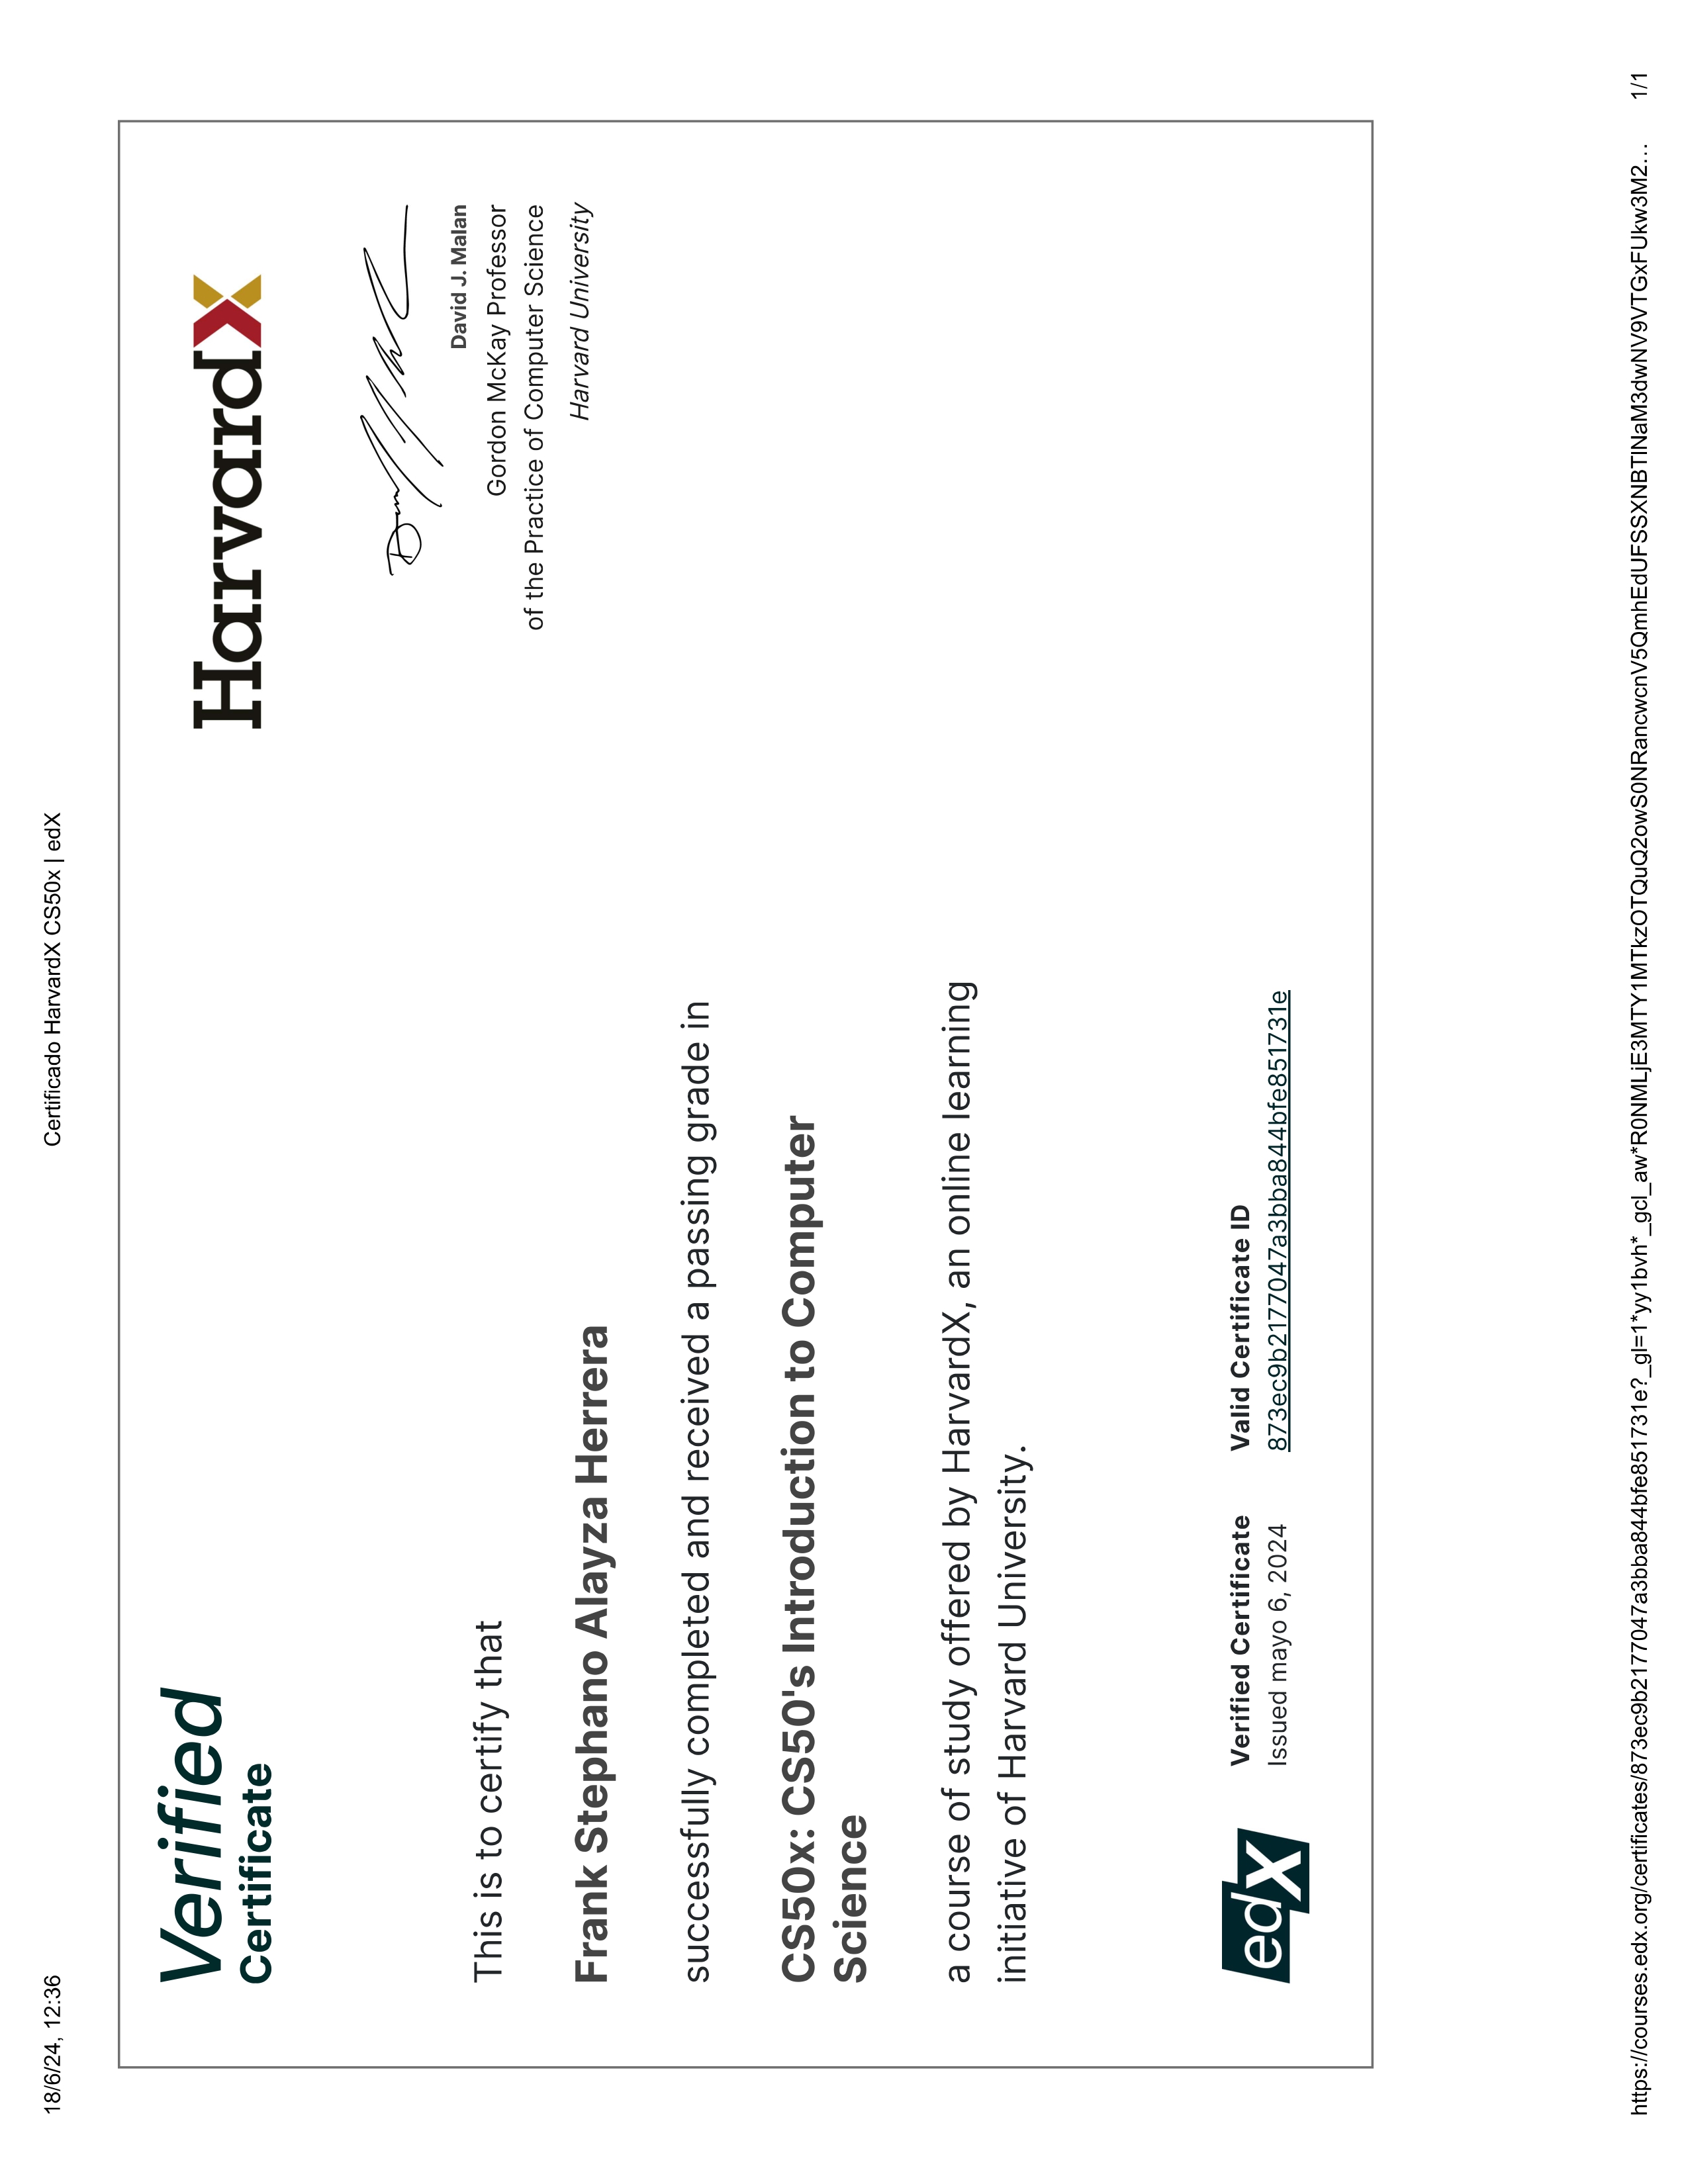 18/6/24, 12:36
Certificado HarvardX CS50x | edX
Verified
Certificate
HarvardX
David J. Malan
Gordon McKay Professor
of the Practice of Computer Science
Harvard University
This is to certify that
Frank Stephano Alayza Herrera
successfully completed and received a passing grade in
CS50x: CS50's Introduction to Computer
Science
a course of study offered by HarvardX, an online learning
initiative of Harvard University.
edX
Verified Certificate
Issued mayo 6, 2024
Valid Certificate ID
873ec9b2177047a3bba844bfe851731e
https://courses.edx.org/certificates/873ec9b2177047a3bba844bfe851731e?_gl=1*yy1bvh*_gcl_aw*R0NMLjE3MTY1MTkzOTQuQ2owS0NRancwcnV5QmhEdUFSSXNBTlNaM3dwNV9VTGxFUkw3M2…
1/1